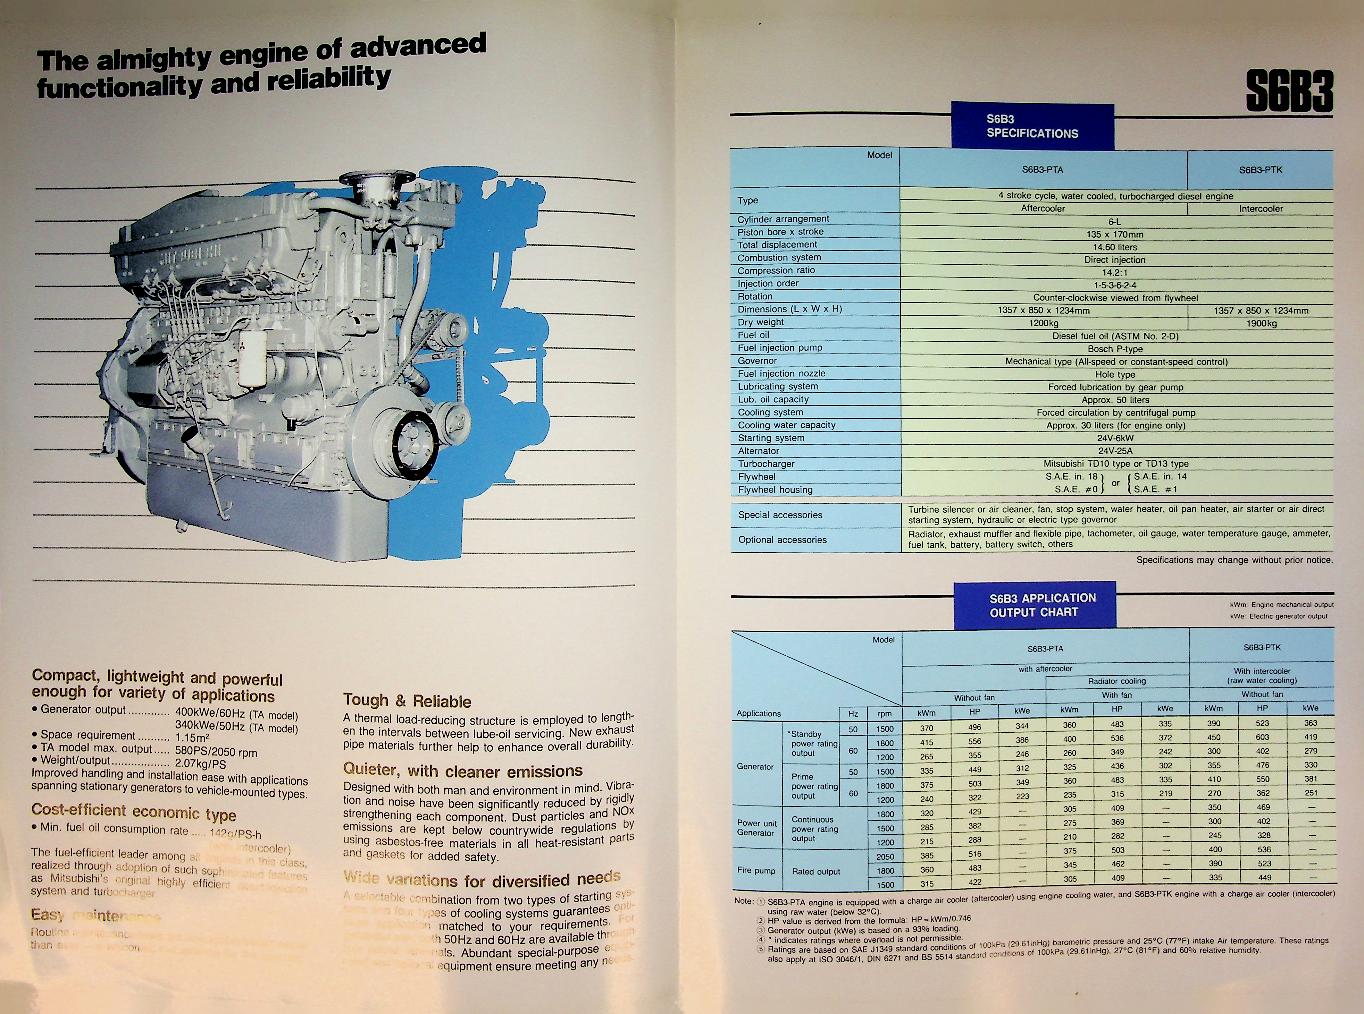 The almighty engine of advanced
functionality and reliability
Compact, lightweight and powerful
enough for variety of applications
• Generator output ............. 400kWe/60Hz (TA model)
340kWe/50Hz (TA model)
• Space requirement .......... 1.15m²
• TA model max. output ..... 580PS/2050 rpm
• Weight/output .................. 2.07kg/PS
Improved handling and installation ease with applications
spanning stationary generators to vehicle-mounted types.
Cost-efficient economic type
• Min. fuel oil consumption rate ..... 142g/PS-h
intercooler)
The fuel-efficient leader among all in this class,
realized through adoption of such features
as Mitsubishi's original highly efficient
system and turbocharger
Easy
than
Tough & Reliable
A thermal load-reducing structure is employed to length-
en the intervals between lube-oil servicing. New exhaust
pipe materials further help to enhance overall durability.
Quieter, with cleaner emissions
Designed with both man and environment in mind. Vibra-
tion and noise have been significantly reduced by rigidly
strengthening each component. Dust particles and NOx
emissions are kept below countrywide regulations by
using asbestos-free materials in all heat-resistant parts
and gaskets for added safety.
Wide variations for diversified needs
A selectable combination from two types of starting sys-
types of cooling systems guarantees
matched to your requirements. For
50Hz and 60Hz are available
Abundant special-purpose
equipment ensure meeting any
S6B3
S6B3
SPECIFICATIONS
Model S6B3-PTA S6B3-PTK
Type 4 stroke cycle, water cooled, turbocharged diesel engine
Aftercooler Intercooler
Cylinder arrangement 6-L
Piston bore x stroke 135 x 170mm
Total displacement 14.60 liters
Combustion system Direct injection
Compression ratio 14.2:1
Injection order 1-5-3-6-2-4
Rotation Counter-clockwise viewed from flywheel
Dimensions (L x W x H) 1357 x 850 x 1234mm 1357 x 850 x 1234mm
Dry weight 1200kg 1900kg
Fuel oil Diesel fuel oil (ASTM No. 2-D)
Fuel injection pump Bosch P-type
Governor Mechanical type (All-speed or constant-speed control)
Fuel injection nozzle Hole type
Lubricating system Forced lubrication by gear pump
Lub. oil capacity Approx. 50 liters
Cooling system Forced circulation by centrifugal pump
Cooling water capacity Approx. 30 liters (for engine only)
Starting system 24V-6kW
Alternator 24V-25A
Turbocharger Mitsubishi TD10 type or TD13 type
Flywheel S.A.E. in. 18 or S.A.E. in. 14
Flywheel housing S.A.E. #0 S.A.E. #1
Special accessories Turbine silencer or air cleaner, fan, stop system, water heater, oil pan heater, air starter or air direct
starting system, hydraulic or electric type governor
Optional accessories Radiator, exhaust muffler and flexible pipe, tachometer, oil gauge, water temperature gauge, ammeter,
fuel tank, battery, battery switch, others
Specifications may change without prior notice.
S6B3 APPLICATION
OUTPUT CHART
kWm: Engine mechanical output
kWe: Electric generator output
Model S6B3-PTA S6B3-PTK
with aftercooler With intercooler
Radiator cooling (raw water cooling)
Without fan With fan Without fan
Applications Hz rpm kWm HP kWe kWm HP kWe kWm HP kWe
Generator *Standby power rating output 50 1500 370 496 344 360 483 335 390 523 363
60 1800 415 556 386 400 536 372 450 603 419
1200 265 355 246 260 349 242 300 402 279
Prime power rating output 50 1500 335 449 312 325 436 302 355 476 330
60 1800 375 503 349 360 483 335 410 550 381
1200 240 322 223 235 315 219 270 362 251
Power unit Generator Continuous power rating output 1800 320 429 — 305 409 — 350 469 —
1500 285 382 — 275 369 — 300 402 —
1200 215 288 — 210 282 — 245 328 —
Fire pump Rated output 2050 385 516 — 375 503 — 400 536 —
1800 360 483 — 345 462 — 390 523 —
1500 315 422 — 305 409 — 335 449 —
Note: ① S6B3-PTA engine is equipped with a charge air cooler (aftercooler) using engine cooling water, and S6B3-PTK engine with a charge air cooler (intercooler)
using raw water (below 32°C).
② HP value is derived from the formula: HP=kWm/0.746
③ Generator output (kWe) is based on a 93% loading.
④ * indicates ratings where overload is not permissible.
⑤ Ratings are based on SAE J1349 standard conditions of 100kPa (29.61inHg) barometric pressure and 25°C (77°F) intake Air temperature. These ratings
also apply at ISO 3046/1, DIN 6271 and BS 5514 standard conditions of 100kPa (29.61inHg), 27°C (81°F) and 60% relative humidity.